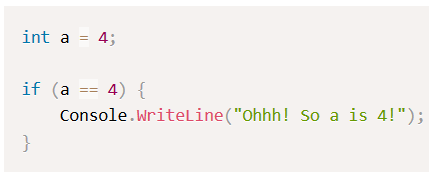 int a = 4;
if (a == 4) {
    Console.WriteLine("Ohhh! So a is 4!");
}